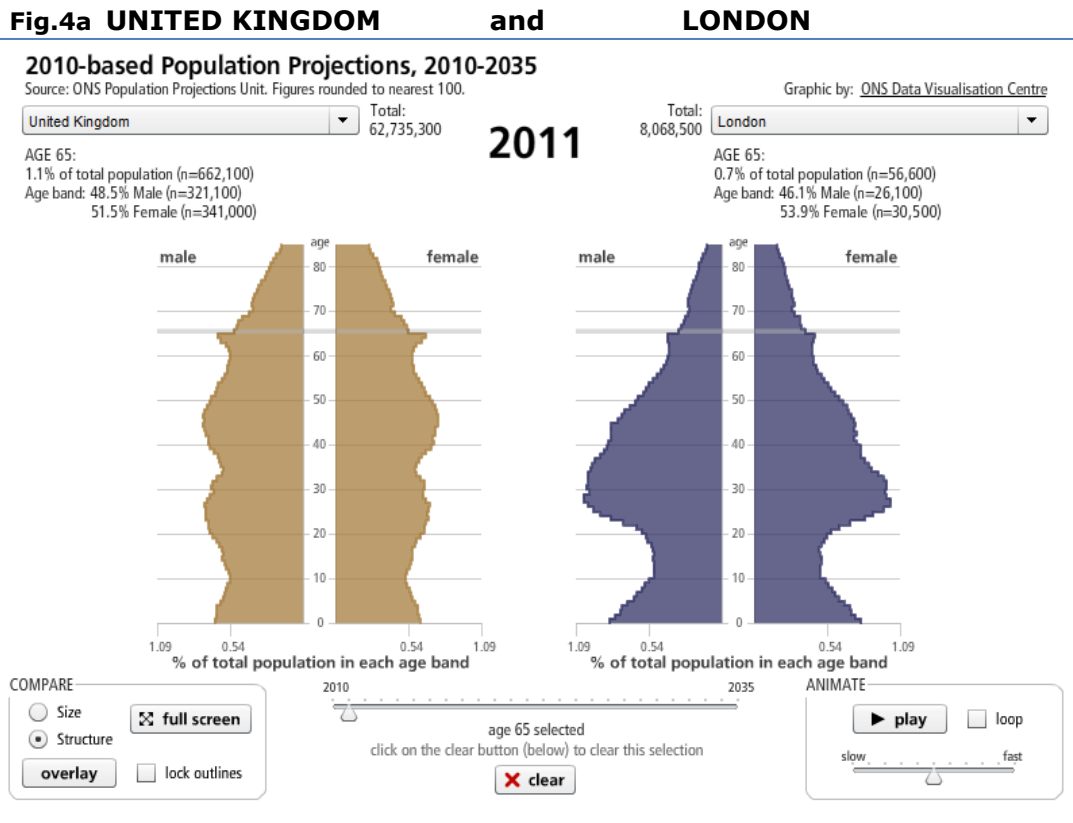 Fig.4a UNITED KINGDOM and LONDON
2010-based Population Projections, 2010-2035
Source: ONS Population Projections Unit. Figures rounded to nearest 100.
Graphic by: ONS Data Visualisation Centre
United Kingdom
Total:
62,735,300
2011
Total:
8,068,500
London
AGE 65:
1.1% of total population (n=662,100)
Age band: 48.5% Male (n=321,100)
51.5% Female (n=341,000)
AGE 65:
0.7% of total population (n=56,600)
Age band: 46.1% Male (n=26,100)
53.9% Female (n=30,500)
male age female
80
70
60
50
40
30
20
10
0
1.09 0.54 0.54 1.09
% of total population in each age band
male age female
80
70
60
50
40
30
20
10
0
1.09 0.54 0.54 1.09
% of total population in each age band
COMPARE
Size
Structure
full screen
overlay
lock outlines
2010 2035
age 65 selected
click on the clear button (below) to clear this selection
clear
ANIMATE
play
loop
slow fast